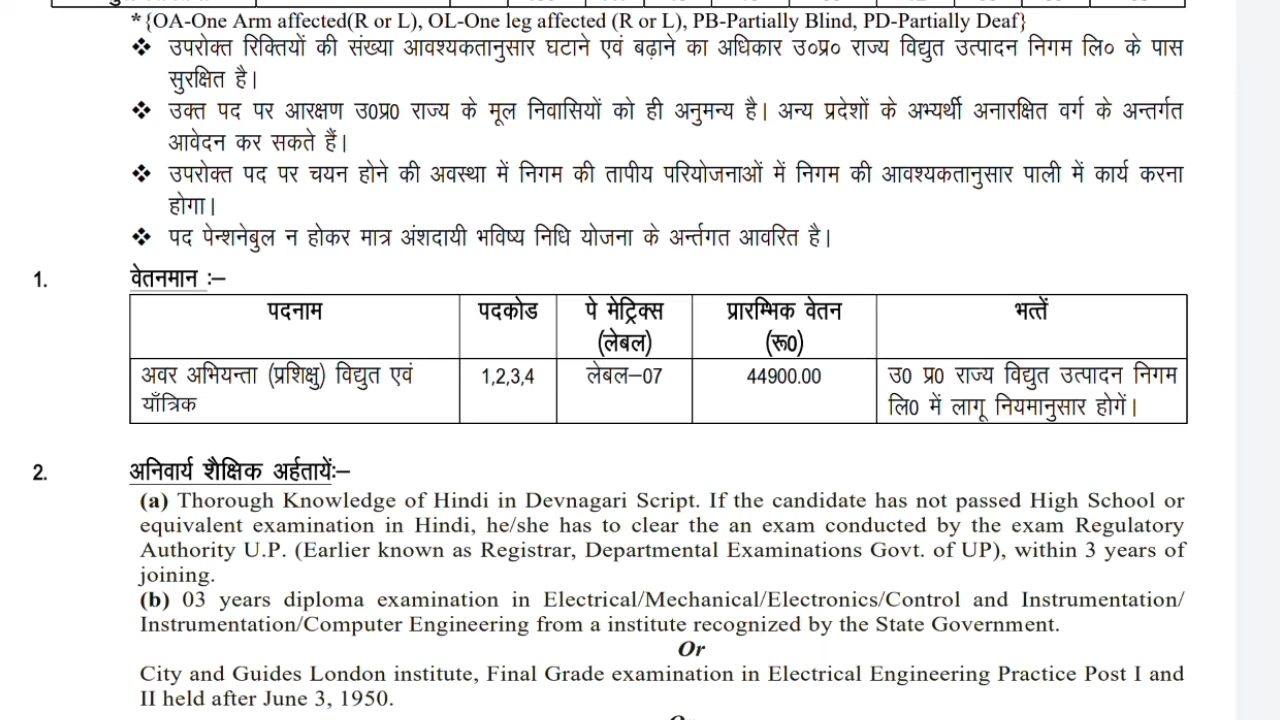 *{OA-One Arm affected(R or L), OL-One leg affected (R or L), PB-Partially Blind, PD-Partially Deaf}
❖ उपरोक्त रिक्तियों की संख्या आवश्यकतानुसार घटाने एवं बढ़ाने का अधिकार उ०प्र० राज्य विद्युत उत्पादन निगम लि० के पास
सुरक्षित है।
❖ उक्त पद पर आरक्षण उ0प्र0 राज्य के मूल निवासियों को ही अनुमन्य है। अन्य प्रदेशों के अभ्यर्थी अनारक्षित वर्ग के अन्तर्गत
आवेदन कर सकते हैं।
❖ उपरोक्त पद पर चयन होने की अवस्था में निगम की तापीय परियोजनाओं में निगम की आवश्यकतानुसार पाली में कार्य करना
होगा।
❖ पद पेन्शनेबुल न होकर मात्र अंशदायी भविष्य निधि योजना के अर्न्तगत आवरित है।
1. वेतनमान :–
पदनाम पदकोड पे मेट्रिक्स प्रारम्भिक वेतन भत्तें
(लेबल) (रू0)
अवर अभियन्ता (प्रशिक्षु) विद्युत एवं 1,2,3,4 लेबल–07 44900.00 उ0 प्र0 राज्य विद्युत उत्पादन निगम
याँत्रिक लि0 में लागू नियमानुसार होगें।
2. अनिवार्य शैक्षिक अर्हतायें:–
(a) Thorough Knowledge of Hindi in Devnagari Script. If the candidate has not passed High School or
equivalent examination in Hindi, he/she has to clear the an exam conducted by the exam Regulatory
Authority U.P. (Earlier known as Registrar, Departmental Examinations Govt. of UP), within 3 years of
joining.
(b) 03 years diploma examination in Electrical/Mechanical/Electronics/Control and Instrumentation/
Instrumentation/Computer Engineering from a institute recognized by the State Government.
Or
City and Guides London institute, Final Grade examination in Electrical Engineering Practice Post I and
II held after June 3, 1950.